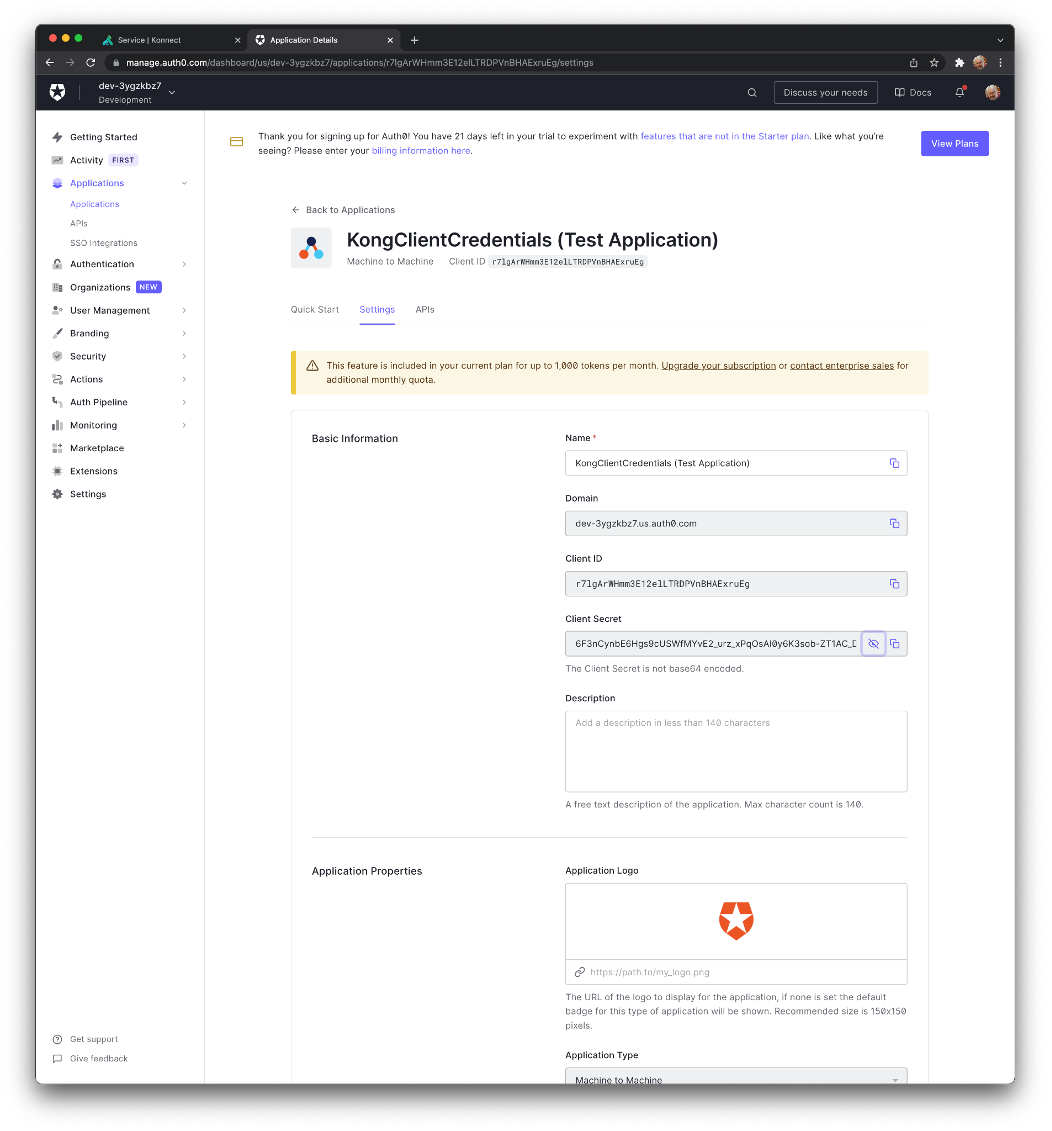 Service | Konnect
Application Details
manage.auth0.com/dashboard/us/dev-3ygzkbz7/applications/r7lgArWHmm3E12elLTRDPVnBHAExruEg/settings
dev-3ygzkbz7
Development
Discuss your needs
Docs
Getting Started
Activity FIRST
Applications
Applications
APIs
SSO Integrations
Authentication
Organizations NEW
User Management
Branding
Security
Actions
Auth Pipeline
Monitoring
Marketplace
Extensions
Settings
Get support
Give feedback
Thank you for signing up for Auth0! You have 21 days left in your trial to experiment with features that are not in the Starter plan. Like what you're
seeing? Please enter your billing information here.
View Plans
Back to Applications
KongClientCredentials (Test Application)
Machine to Machine Client ID r7lgArWHmm3E12elLTRDPVnBHAExruEg
Quick Start Settings APIs
This feature is included in your current plan for up to 1,000 tokens per month. Upgrade your subscription or contact enterprise sales for
additional monthly quota.
Basic Information
Name *
KongClientCredentials (Test Application)
Domain
dev-3ygzkbz7.us.auth0.com
Client ID
r7lgArWHmm3E12elLTRDPVnBHAExruEg
Client Secret
6F3nCynbE6Hgs9cUSWfMYvE2_urz_xPqOsAI0y6K3sob-ZT1AC_D
The Client Secret is not base64 encoded.
Description
Add a description in less than 140 characters
A free text description of the application. Max character count is 140.
Application Properties
Application Logo
https://path.to/my_logo.png
The URL of the logo to display for the application, if none is set the default
badge for this type of application will be shown. Recommended size is 150x150
pixels.
Application Type
Machine to Machine